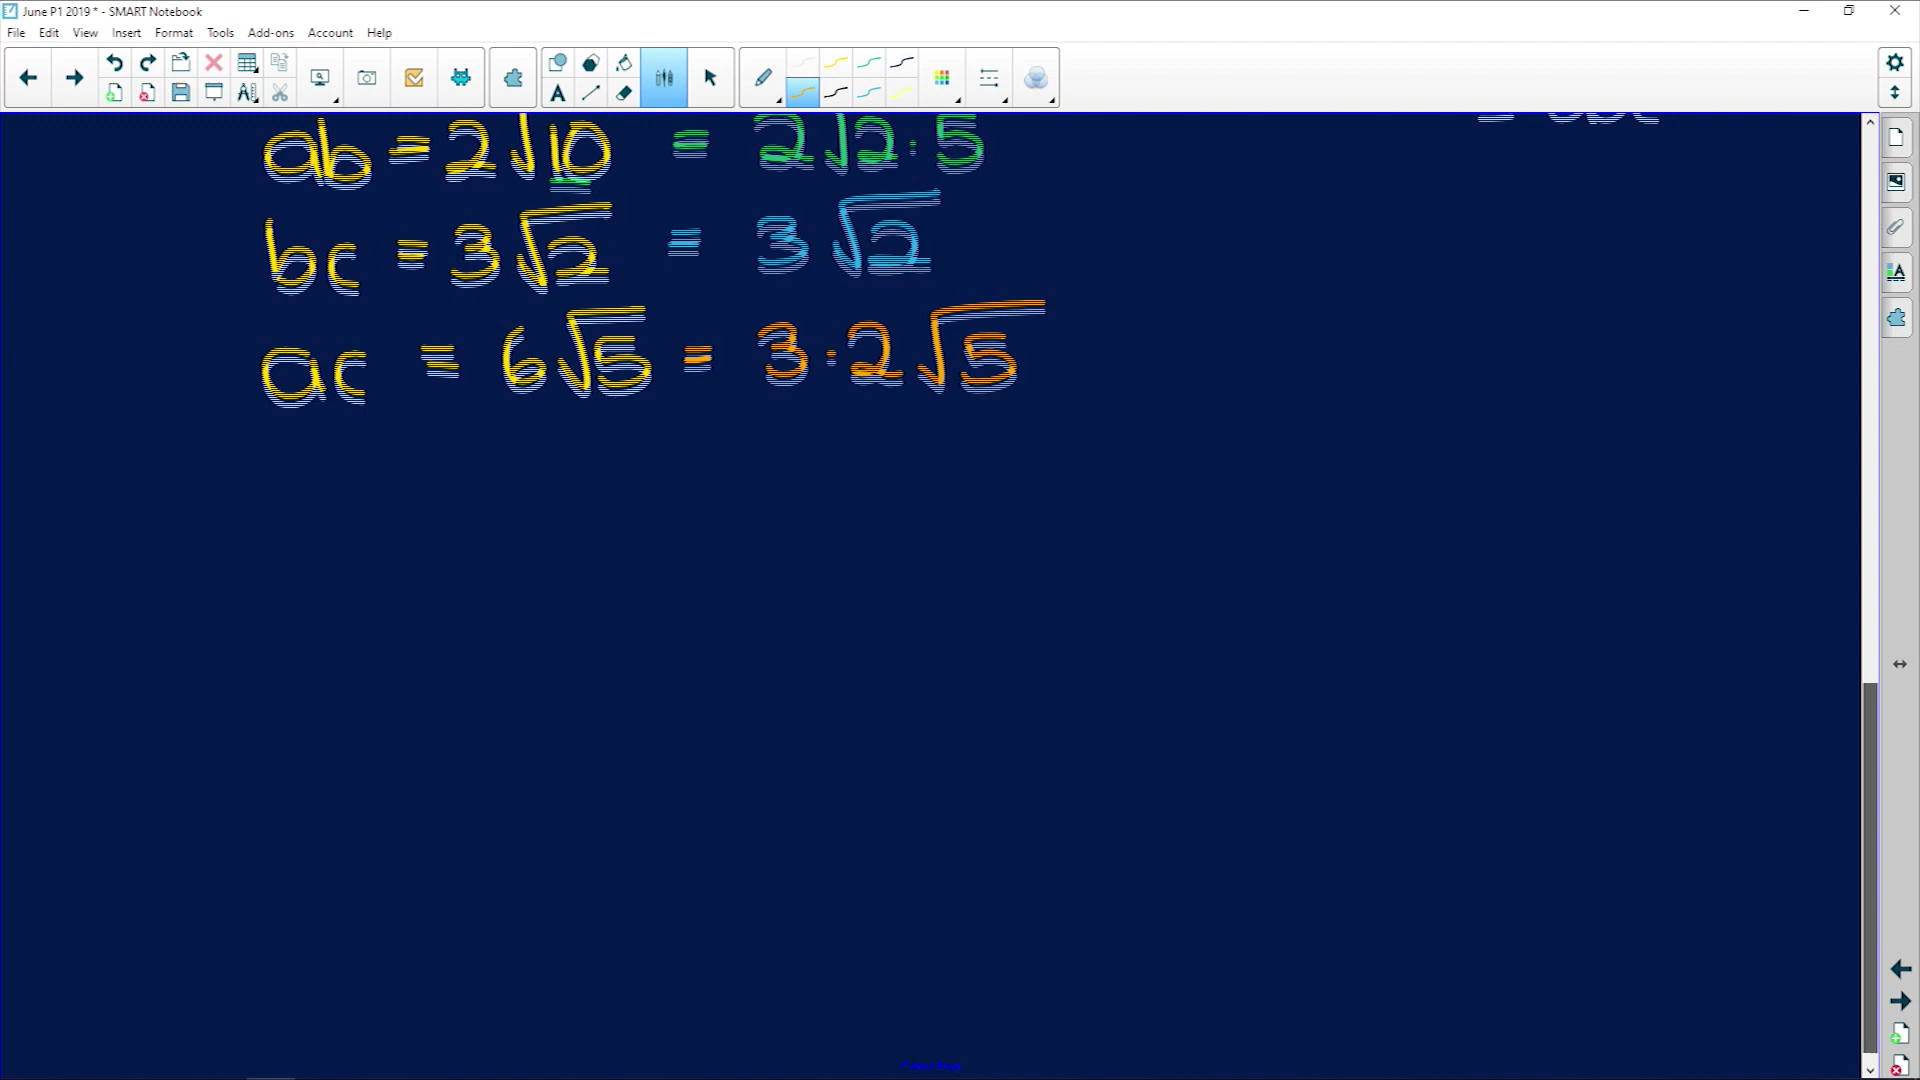 June P1 2019 * - SMART Notebook
File Edit View Insert Format Tools Add-ons Account Help
ab = 2√10 = 2√2·5
bc = 3√2 = 3√2
ac = 6√5 = 3·2√5